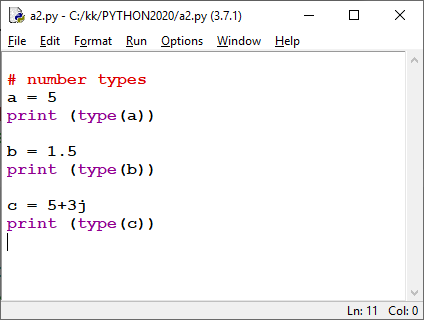 a2.py - C:/kk/PYTHON2020/a2.py (3.7.1)
File Edit Format Run Options Window Help
# number types
a = 5
print (type(a))
b = 1.5
print (type(b))
c = 5+3j
print (type(c))
Ln: 11 Col: 0